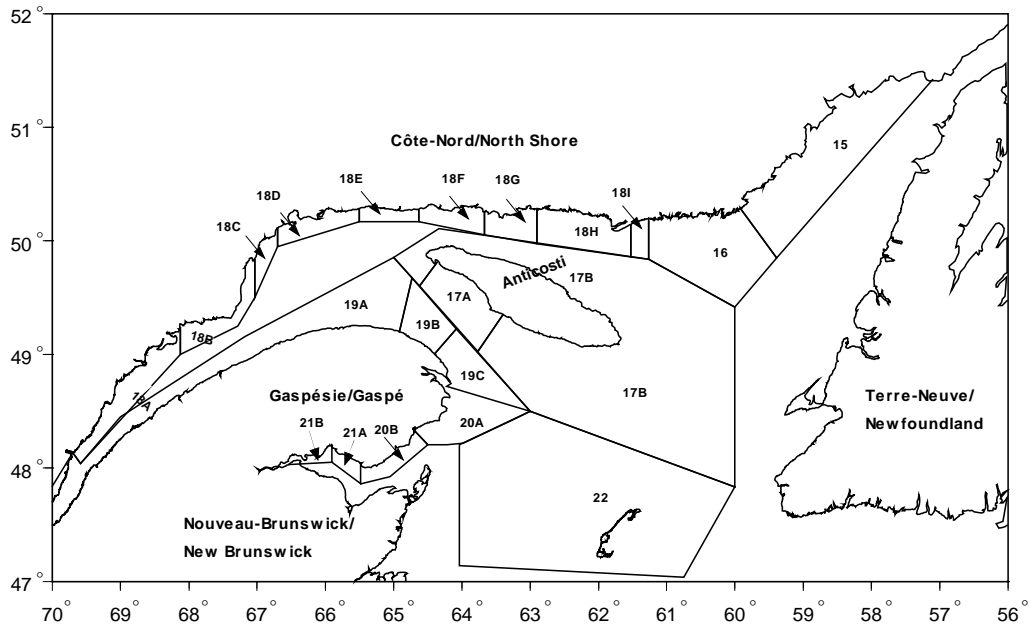 52°
51°
15
Côte-Nord/North Shore
18E
18F
18G
18I
18D
18C
50°
18H
16
Anticosti
17B
17A
19A
19B
18B
49°
19C
17B
18A
Gaspésie/Gaspé
Terre-Neuve/
Newfoundland
21B
21A
20B
20A
48°
22
Nouveau-Brunswick/
New Brunswick
47°
70° 69° 68° 67° 66° 65° 64° 63° 62° 61° 60° 59° 58° 57° 56°